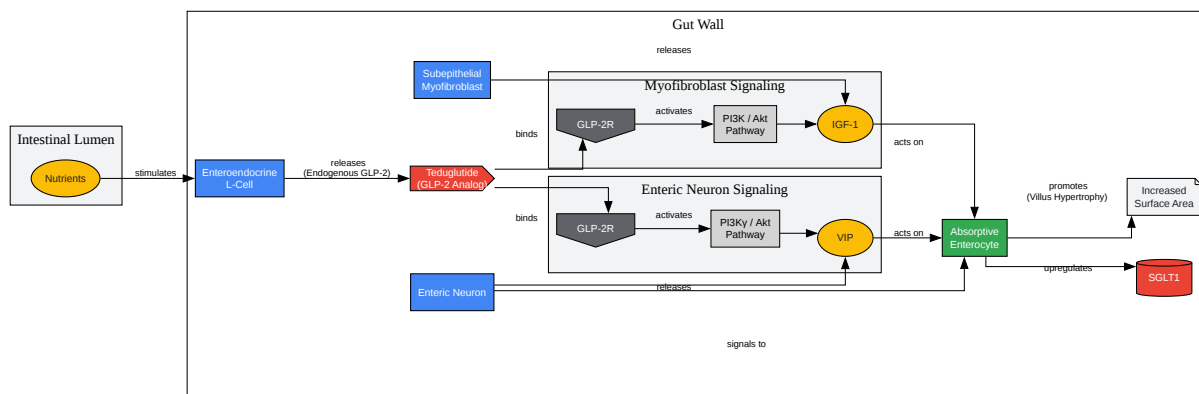 Gut Wall
releases
Subepithelial
Myofibroblast
Myofibroblast Signaling
GLP-2R
activates
PI3K / Akt
Pathway
IGF-1
Intestinal Lumen
Nutrients
stimulates
Enteroendocrine
L-Cell
releases
(Endogenous GLP-2)
Teduglutide
(GLP-2 Analog)
binds
acts on
Enteric Neuron Signaling
binds
GLP-2R
activates
PI3Kγ / Akt
Pathway
VIP
acts on
Absorptive
Enterocyte
promotes
(Villus Hypertrophy)
Increased
Surface Area
upregulates
SGLT1
Enteric Neuron
releases
signals to